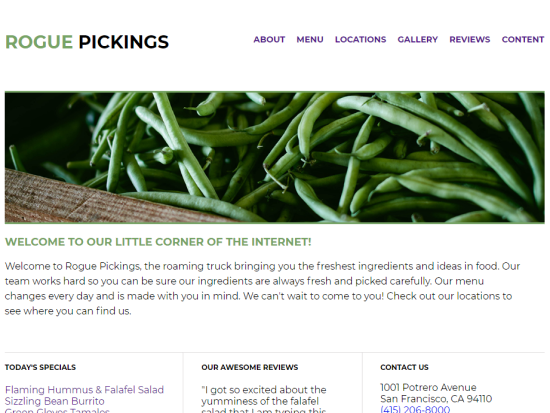 ROGUE PICKINGS
ABOUT MENU LOCATIONS GALLERY REVIEWS CONTENT
WELCOME TO OUR LITTLE CORNER OF THE INTERNET!
Welcome to Rogue Pickings, the roaming truck bringing you the freshest ingredients and ideas in food. Our
team works hard so you can be sure our ingredients are always fresh and picked carefully. Our menu
changes every day and is made with you in mind. We can't wait to come to you! Check out our locations to
see where you can find us.
TODAY'S SPECIALS
Flaming Hummus & Falafel Salad
Sizzling Bean Burrito
Green Gloves Tamales
OUR AWESOME REVIEWS
"I got so excited about the
yumminess of the falafel
salad that I am typing this
CONTACT US
1001 Potrero Avenue
San Francisco, CA 94110
(415) 206-8000